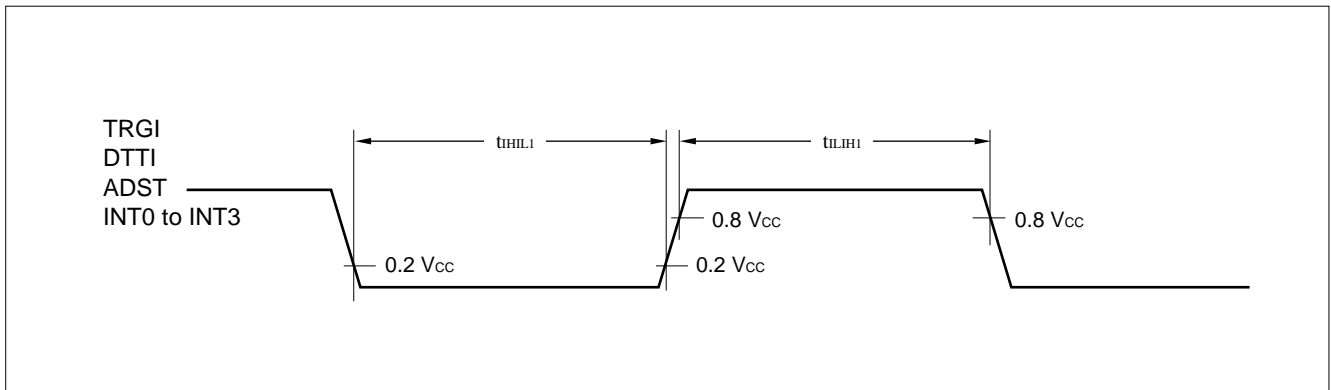 TRGI
DTTI
ADST
INT0 to INT3
tIHIL1
tILIH1
0.8 VCC
0.8 VCC
0.2 VCC
0.2 VCC